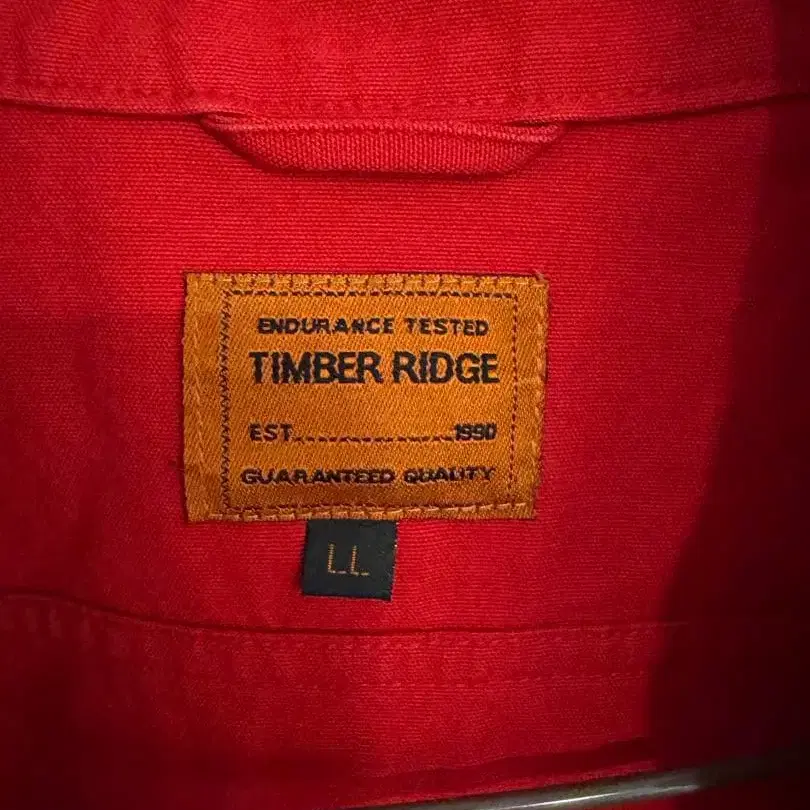 ENDURANCE TESTED
TIMBER RIDGE
EST..........................1990
GUARANTEED QUALITY
LL